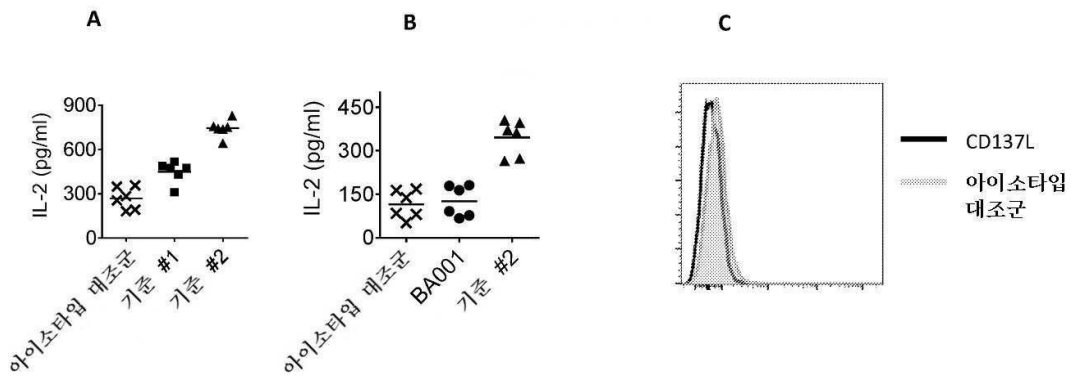 A
B
C
IL-2 (pg/ml)
900
600
300
0
아이소타입 대조군
기준 #1
기준 #2
IL-2 (pg/ml)
450
300
150
0
아이소타입 대조군
BA001
기준 #2
CD137L
아이소타입
대조군